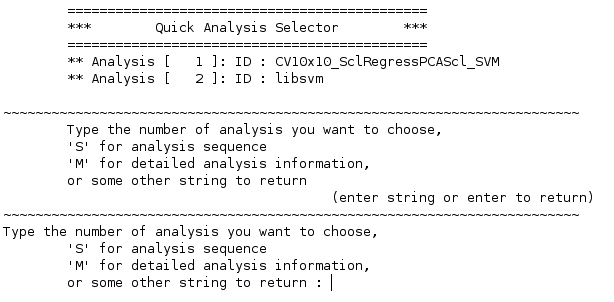 =============================================
***        Quick Analysis Selector        ***
=============================================
** Analysis [   1 ]: ID : CV10x10_SclRegressPCAScl_SVM
** Analysis [   2 ]: ID : libsvm
~~~~~~~~~~~~~~~~~~~~~~~~~~~~~~~~~~~~~~~~~~~~~~~~~~~~~~~~~~~~~~~~~~~~~~~~
Type the number of analysis you want to choose,
'S' for analysis sequence
'M' for detailed analysis information,
or some other string to return
(enter string or enter to return)
~~~~~~~~~~~~~~~~~~~~~~~~~~~~~~~~~~~~~~~~~~~~~~~~~~~~~~~~~~~~~~~~~~~~~~~~
Type the number of analysis you want to choose,
'S' for analysis sequence
'M' for detailed analysis information,
or some other string to return :